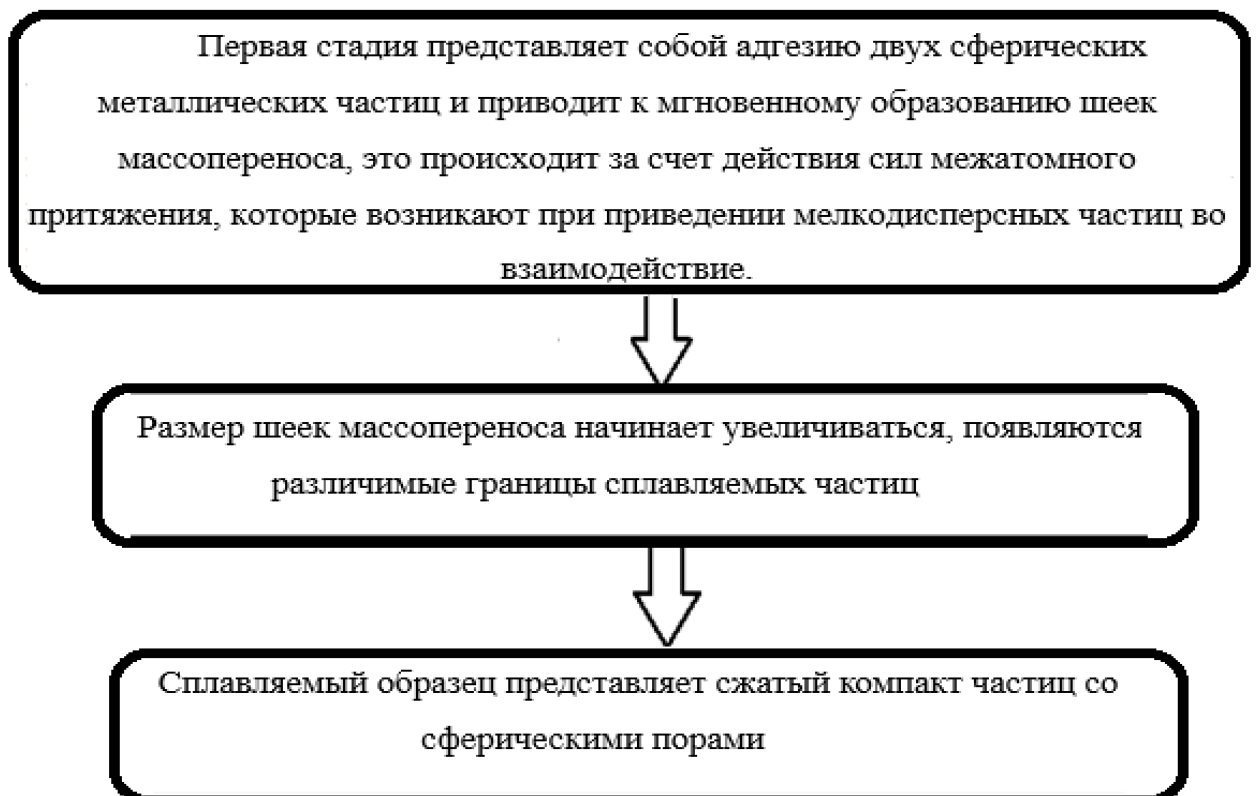 Первая стадия представляет собой адгезию двух сферических
металлических частиц и приводит к мгновенному образованию шеек
массопереноса, это происходит за счет действия сил межатомного
притяжения, которые возникают при приведении мелкодисперсных частиц во
взаимодействие.
Размер шеек массопереноса начинает увеличиваться, появляются
различимые границы сплавляемых частиц
Сплавляемый образец представляет сжатый компакт частиц со
сферическими порами